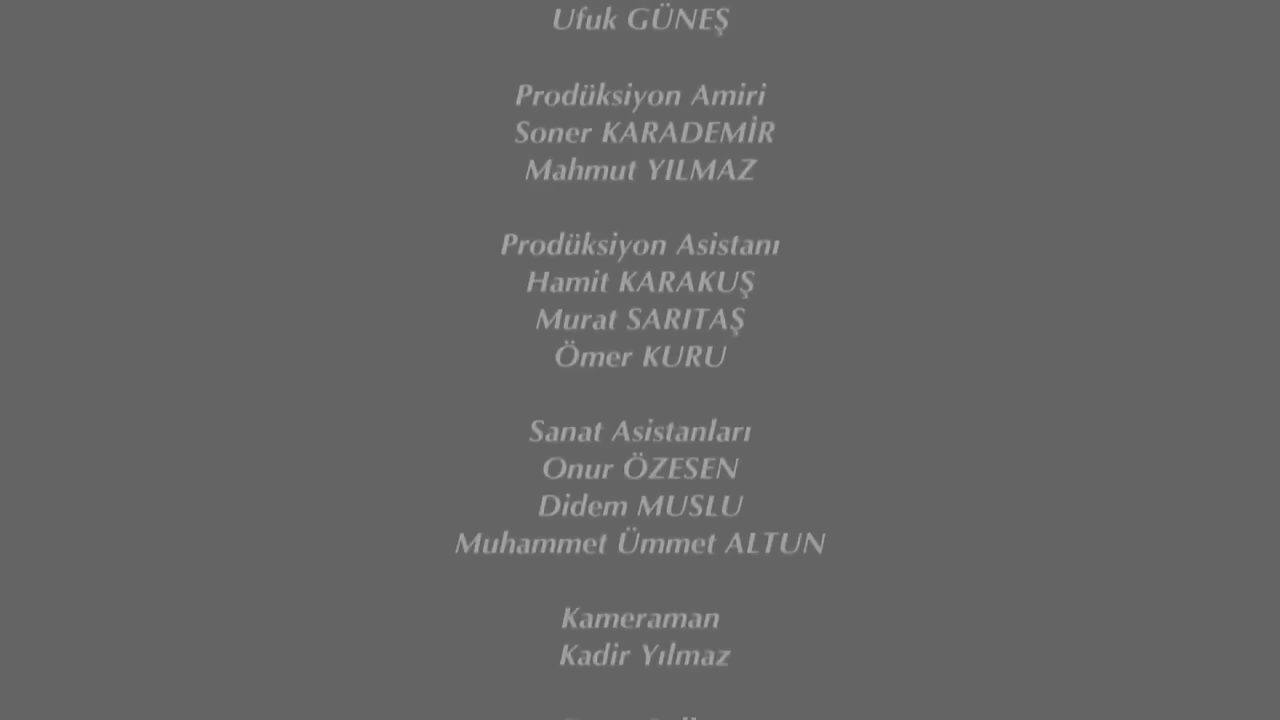 Ufuk GÜNEŞ
Prodüksiyon Amiri
Soner KARADEMİR
Mahmut YILMAZ
Prodüksiyon Asistanı
Hamit KARAKUŞ
Murat SARITAŞ
Ömer KURU
Sanat Asistanları
Onur ÖZESEN
Didem MUSLU
Muhammet Ümmet ALTUN
Kameraman
Kadir Yılmaz